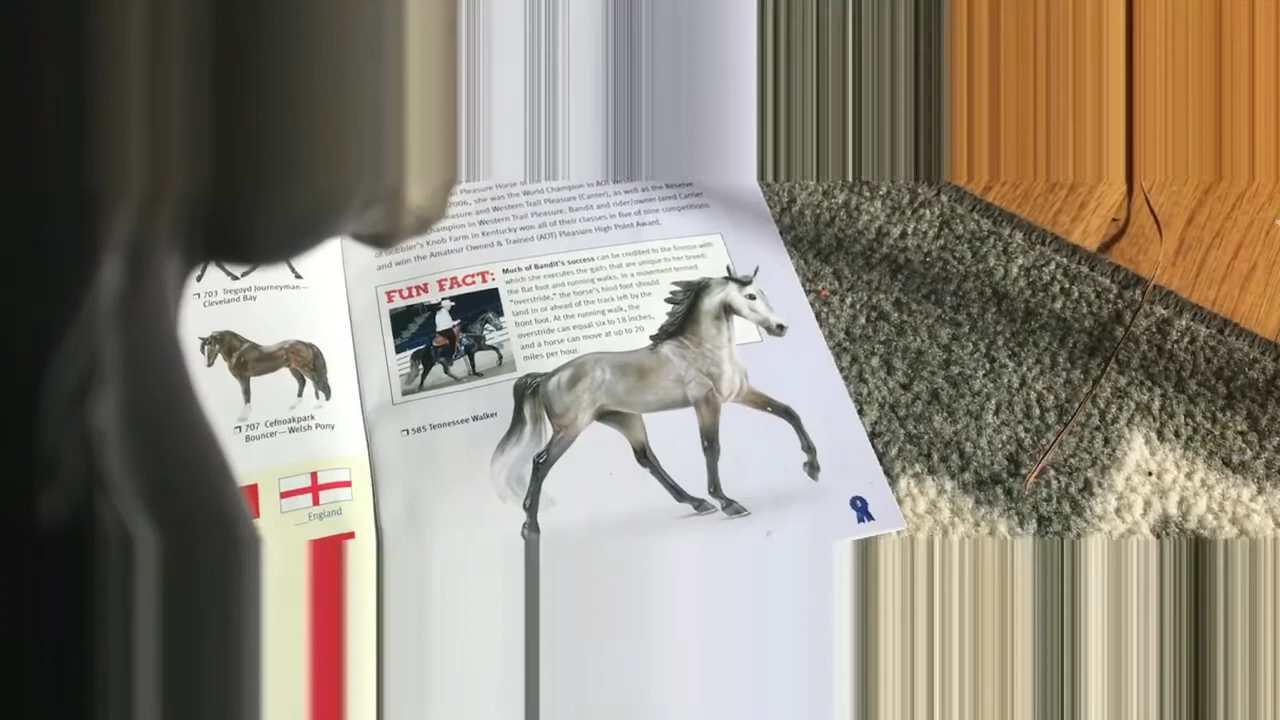 703 Tregoyd Journeyman—
Cleveland Bay
707 Cefnoakpark
Bouncer—Welsh Pony
__England
Pleasure Horse of the
2006, she was the World Champion in AOT Western
Pleasure and Western Trail Pleasure (Canter), as well as the Reserve
Champion in Western Trail Pleasure. Bandit and rider/owner Jared Carrier
of Gobbler's Knob Farm in Kentucky won all of their classes in five of nine competitions
and won the Amateur Owned & Trained (AOT) Pleasure High Point Award.
FUN FACT:
Much of Bandit's success can be credited to the finesse with
which she executes the gaits that are unique to her breed:
the flat foot and running walks. In a movement termed
"overstride," the horse's hind foot should
land in or ahead of the track left by the
front foot. At the running walk, the
overstride can equal six to 18 inches,
and a horse can move at up to 20
miles per hour.
585 Tennessee Walker